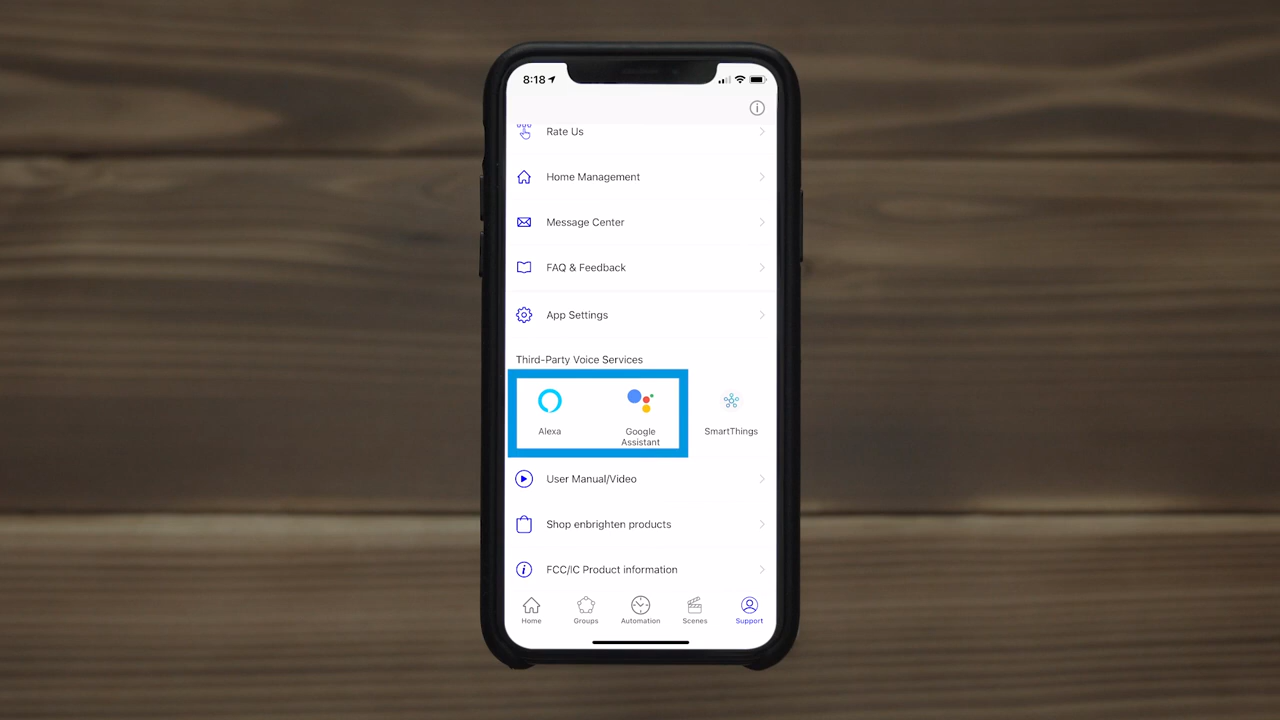 8:18
Rate Us
Home Management
Message Center
FAQ & Feedback
App Settings
Third-Party Voice Services
Alexa
Google
Assistant
SmartThings
User Manual/Video
Shop enbrighten products
FCC/IC Product information
Home
Groups
Automation
Scenes
Support